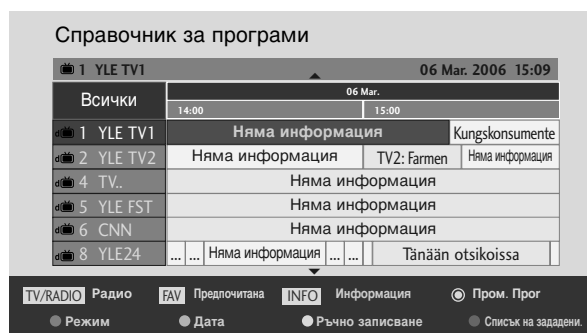 Справочник за програми
1 YLE TV1 06 Mar. 2006 15:09
Всички 06 Mar.
14:00 15:00
1 YLE TV1 Няма информация Kungskonsumente
2 YLE TV2 Няма информация TV2: Farmen Няма информация
4 TV.. Няма информация
5 YLE FST Няма информация
6 CNN Няма информация
8 YLE24 ... ... Няма информация ... ... Tänään otsikoissa
TV/RADIO Радио FAV Предпочитана INFO Информация Пром. Прог
Режим Дата Ръчно записване Списък на зададени.